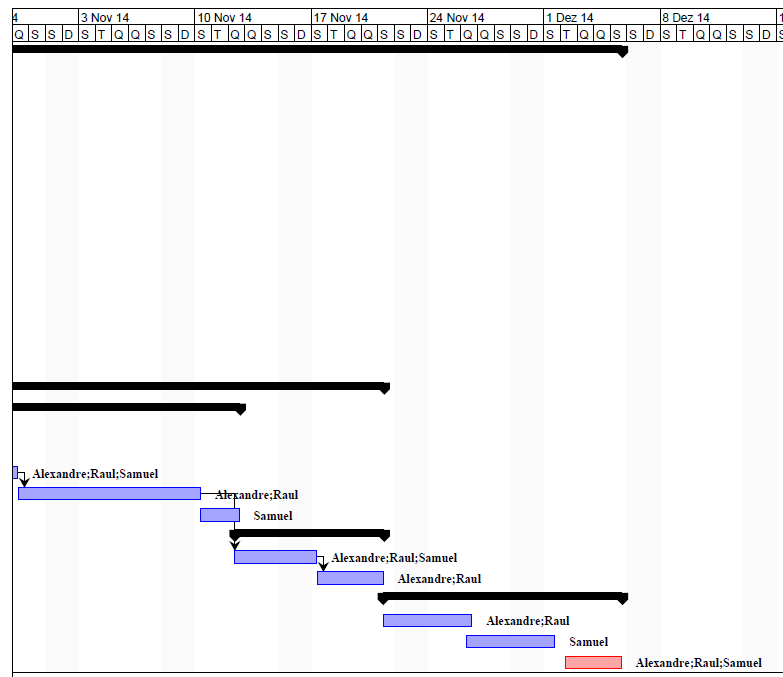 4 3 Nov 14 10 Nov 14 17 Nov 14 24 Nov 14 1 Dez 14 8 Dez 14 1
Q S S D S T Q Q S S D S T Q Q S S D S T Q Q S S D S T Q Q S S D S T Q Q S S D S T Q Q S S D S
Alexandre;Raul;Samuel
Alexandre;Raul
Samuel
Alexandre;Raul;Samuel
Alexandre;Raul
Alexandre;Raul
Samuel
Alexandre;Raul;Samuel